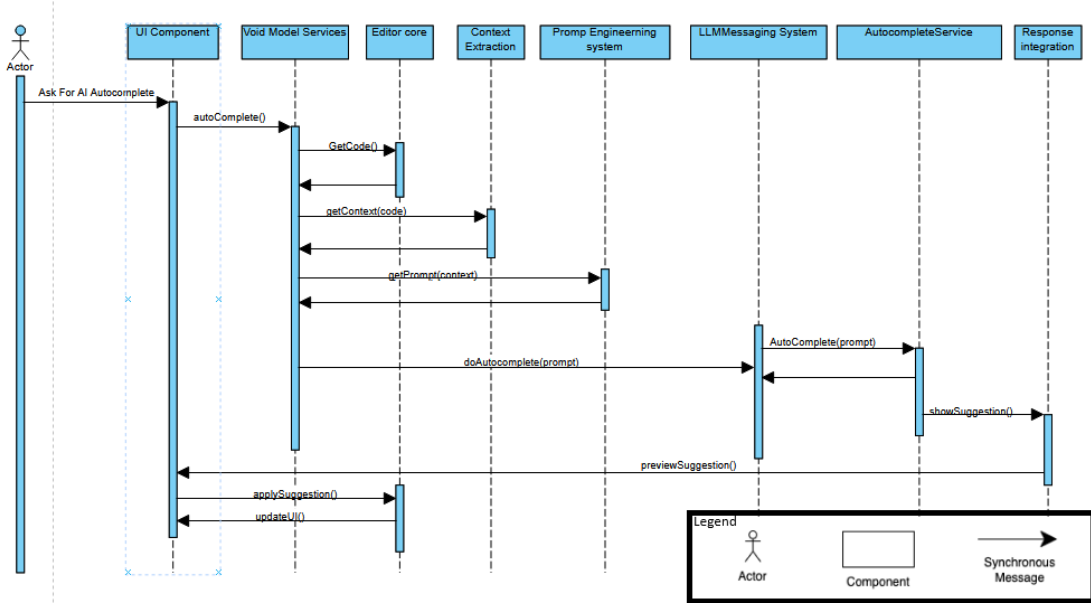 UI Component
Void Model Services
Editor core
Context
Extraction
Promp Engineerning
system
LLMMessaging System
AutocompleteService
Response
integration
Actor
Ask For AI Autocomplete
autoComplete()
GetCode()
getContext(code)
getPrompt(context)
AutoComplete(prompt)
doAutocomplete(prompt)
showSuggestion()
previewSuggestion()
applySuggestion()
updateUI()
Legend
Actor
Component
Synchronous
Message